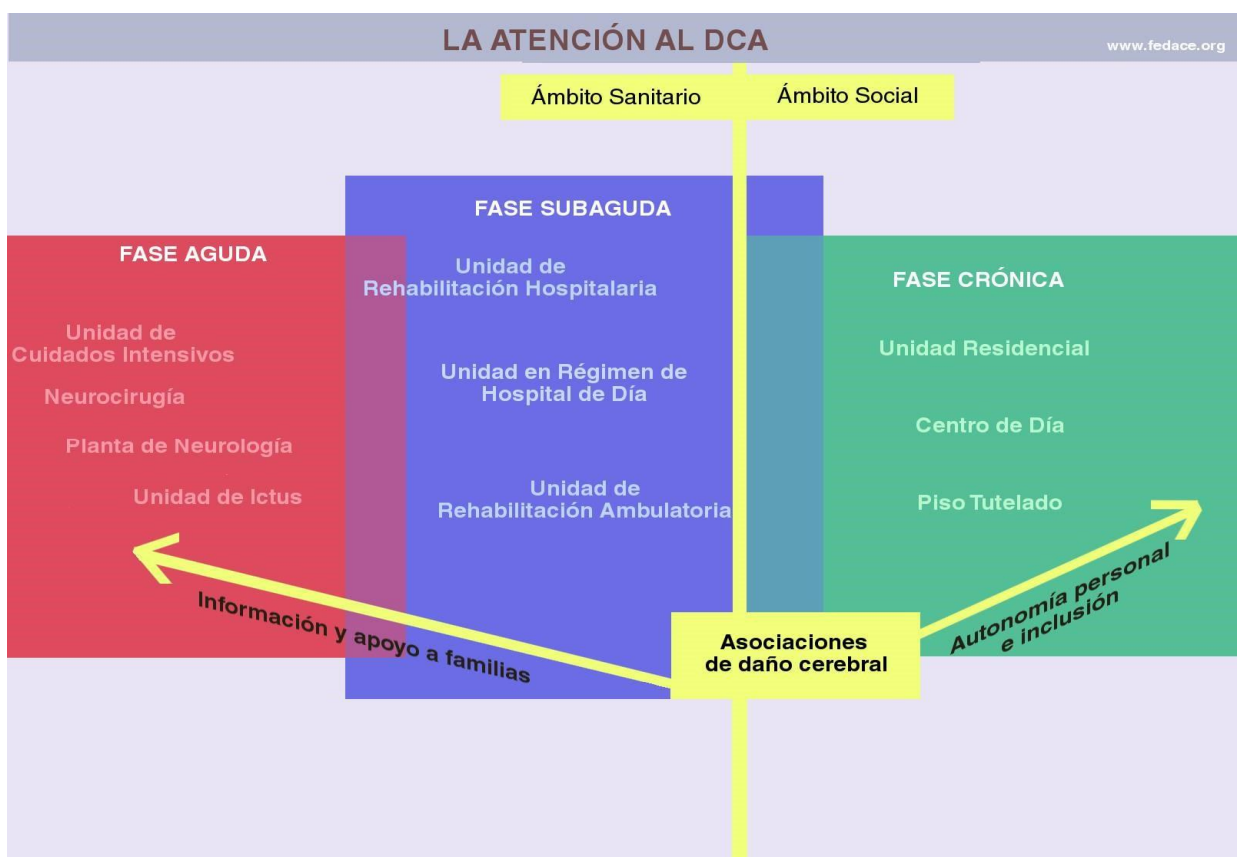 LA ATENCIÓN AL DCA
www.fedace.org
Ámbito Sanitario
Ámbito Social
FASE AGUDA
Unidad de
Cuidados Intensivos
Neurocirugía
Planta de Neurología
Unidad de Ictus
FASE SUBAGUDA
Unidad de
Rehabilitación Hospitalaria
Unidad en Régimen de
Hospital de Día
Unidad de
Rehabilitación Ambulatoria
FASE CRÓNICA
Unidad Residencial
Centro de Día
Piso Tutelado
Información y apoyo a familias
Asociaciones
de daño cerebral
Autonomía personal
e inclusión